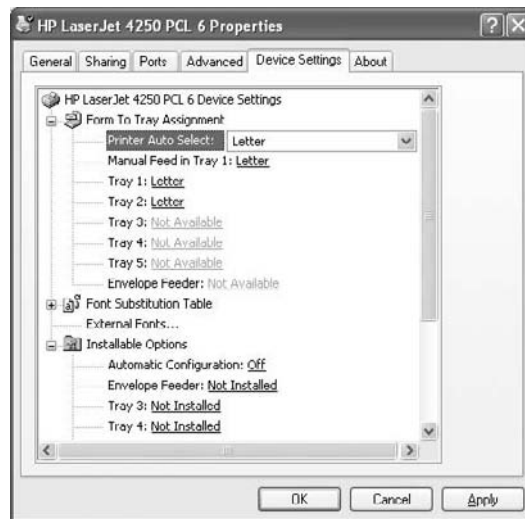 HP LaserJet 4250 PCL 6 Properties
General Sharing Ports Advanced Device Settings About
HP LaserJet 4250 PCL 6 Device Settings
Form To Tray Assignment
Printer Auto Select: Letter
Manual Feed in Tray 1: Letter
Tray 1: Letter
Tray 2: Letter
Tray 3: Not Available
Tray 4: Not Available
Tray 5: Not Available
Envelope Feeder: Not Available
Font Substitution Table
External Fonts...
Installable Options
Automatic Configuration: Off
Envelope Feeder: Not Installed
Tray 3: Not Installed
Tray 4: Not Installed
OK Cancel Apply